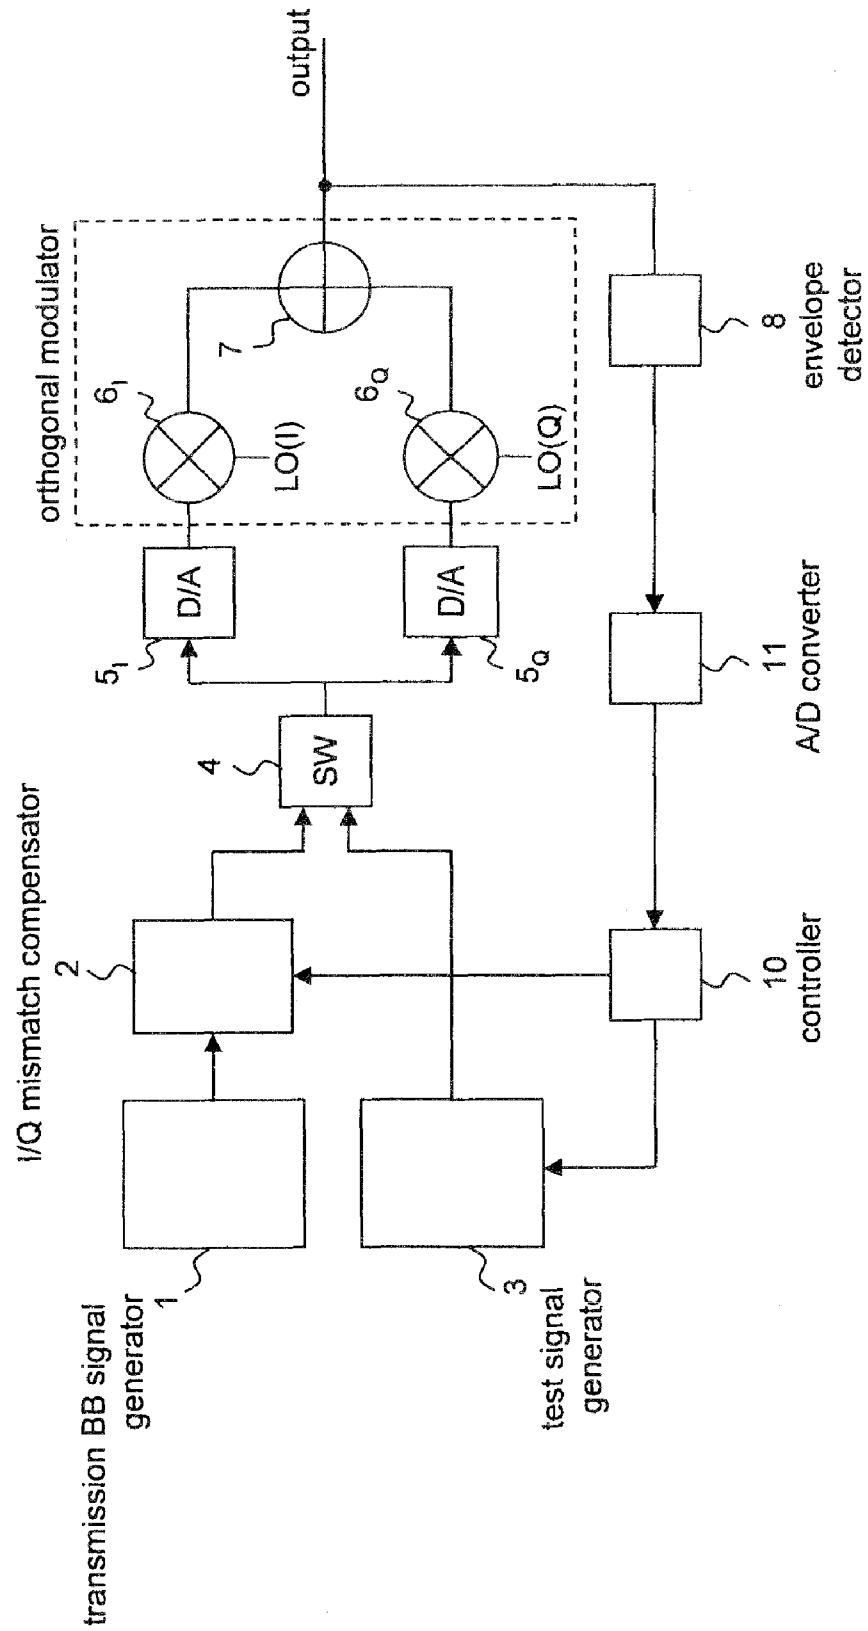 transmission BB signal
generator
1
I/Q mismatch compensator
2
test signal
generator
3
4
SW
5I
D/A
5Q
D/A
orthogonal modulator
6I
LO(I)
6Q
LO(Q)
7
output
8
envelope
detector
11
A/D converter
10
controller